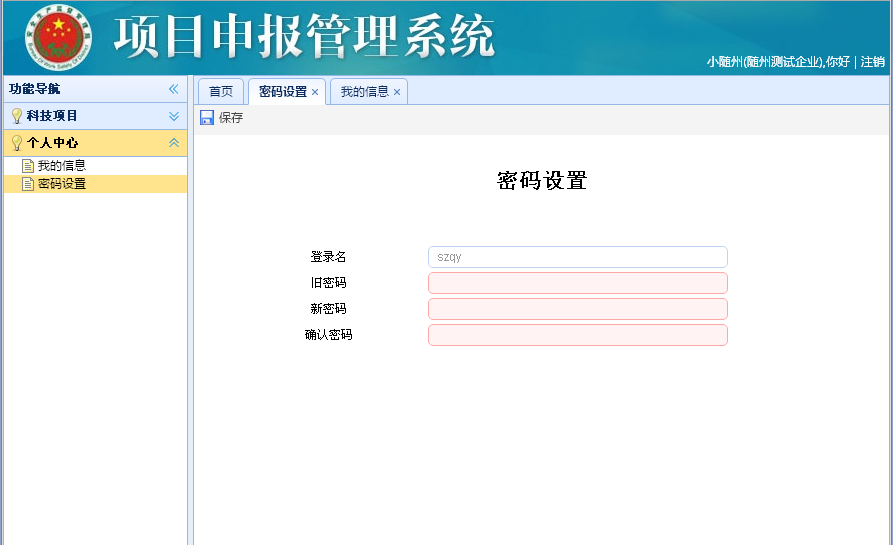 项目申报管理系统
小随州(随州测试企业),你好 | 注销
功能导航
首页 密码设置 × 我的信息 ×
科技项目
保存
个人中心
我的信息
密码设置
密码设置
登录名 szqy
旧密码
新密码
确认密码